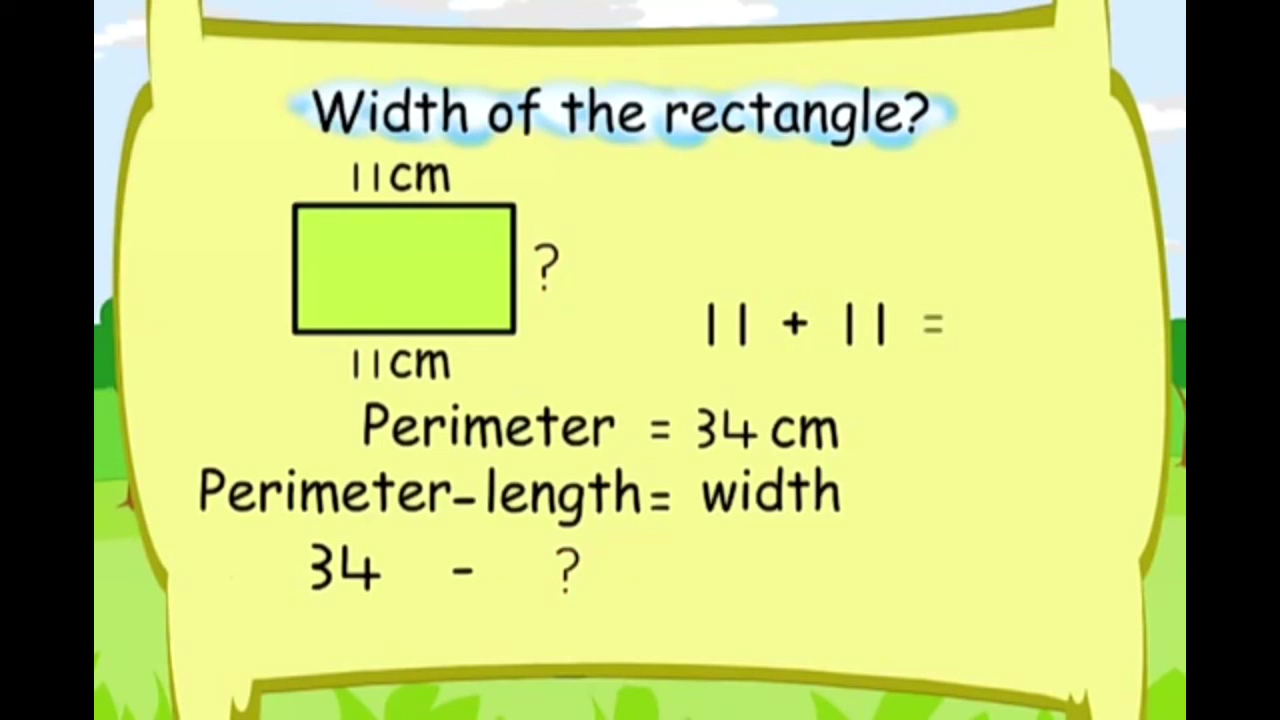 Width of the rectangle?
11cm
?
11 + 11 =
11cm
Perimeter = 34 cm
Perimeter-length = width
34 - ?